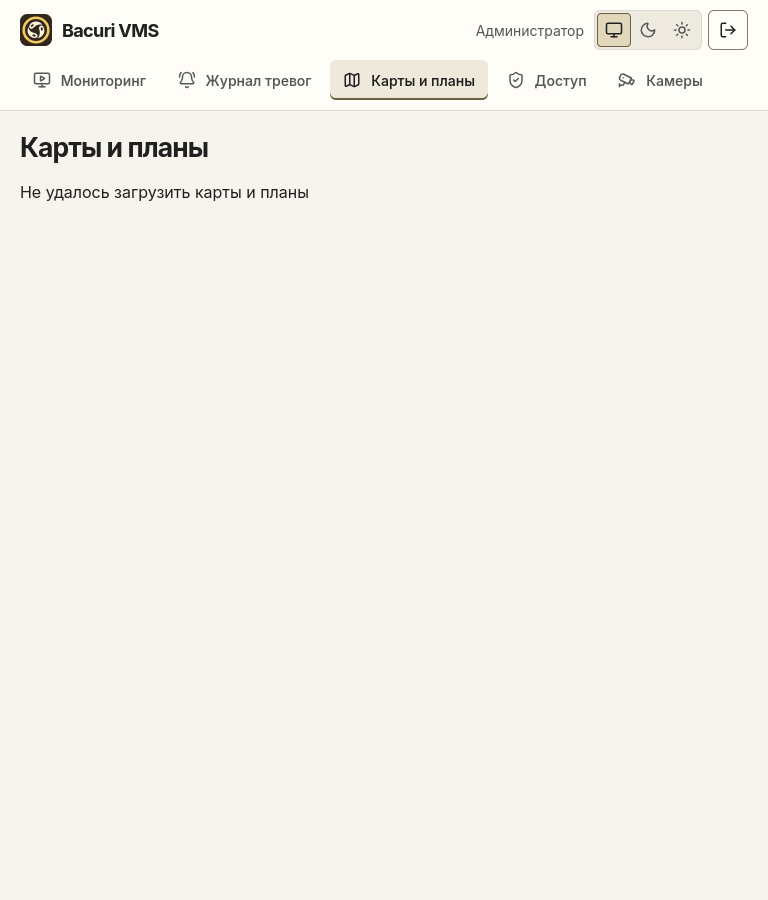 Bacuri VMS
Администратор
Мониторинг
Журнал тревог
Карты и планы
Доступ
Камеры
Карты и планы
Не удалось загрузить карты и планы